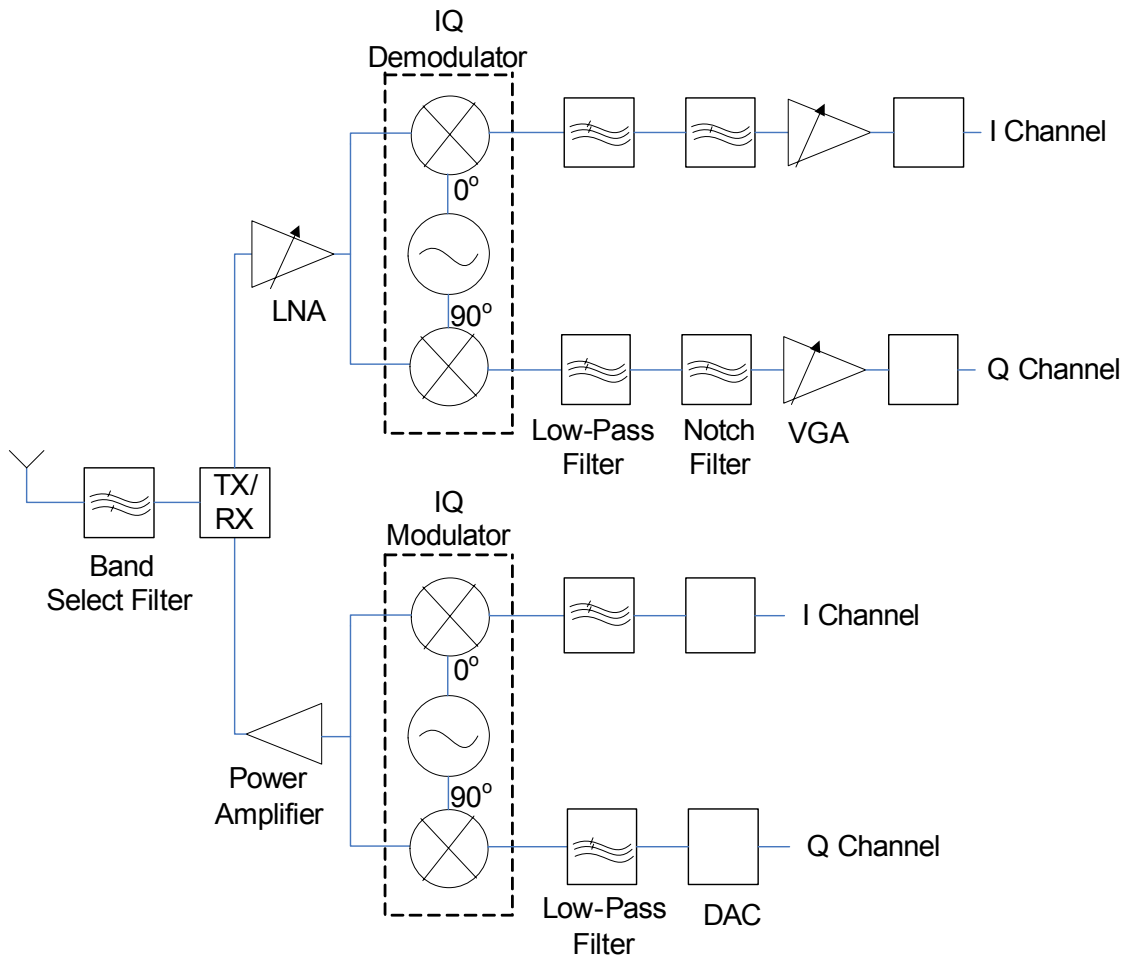 IQ
Demodulator
0°
90°
I Channel
Q Channel
LNA
Low-Pass
Filter
Notch
Filter
VGA
TX/
RX
Band
Select Filter
IQ
Modulator
0°
90°
I Channel
Q Channel
Power
Amplifier
Low-Pass
Filter
DAC